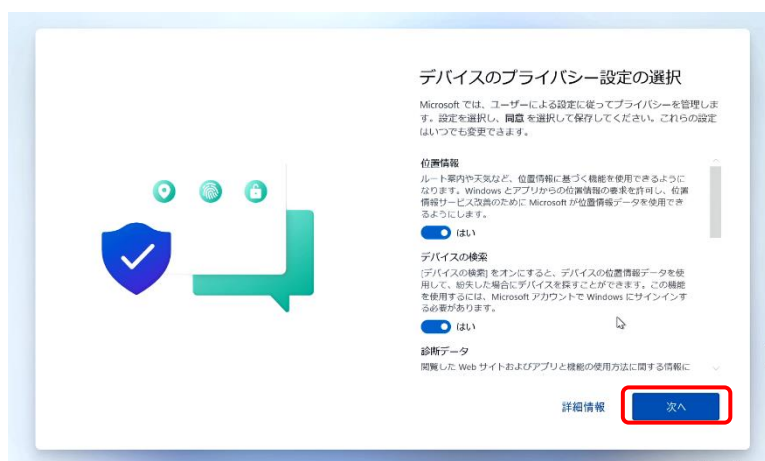 デバイスのプライバシー設定の選択
Microsoft では、ユーザーによる設定に従ってプライバシーを管理しま
す。設定を選択し、同意 を選択して保存してください。これらの設定
はいつでも変更できます。
位置情報
ルート案内や天気など、位置情報に基づく機能を使用できるように
なります。Windows とアプリからの位置情報の要求を許可し、位置
情報サービス改善のために Microsoft が位置情報データを使用でき
るようにします。
はい
デバイスの検索
[デバイスの検索] をオンにすると、デバイスの位置情報データを使
用して、紛失した場合にデバイスを探すことができます。この機能
を使用するには、Microsoft アカウントで Windows にサインインす
る必要があります。
はい
診断データ
閲覧した Web サイトおよびアプリと機能の使用方法に関する情報に
詳細情報
次へ